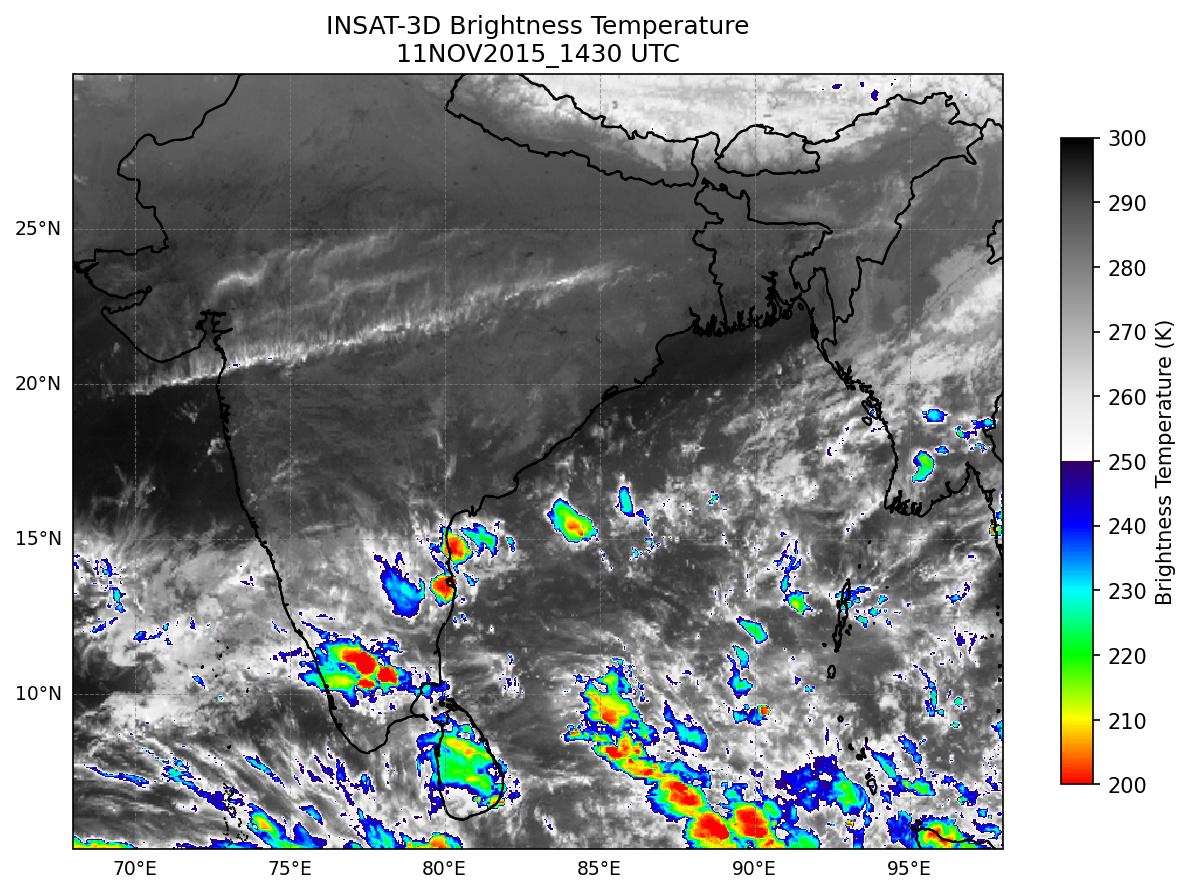 INSAT-3D Brightness Temperature
11NOV2015_1430 UTC
300
290
280
270
260
250
240
230
220
210
200
Brightness Temperature (K)
25°N
20°N
15°N
10°N
70°E
75°E
80°E
85°E
90°E
95°E